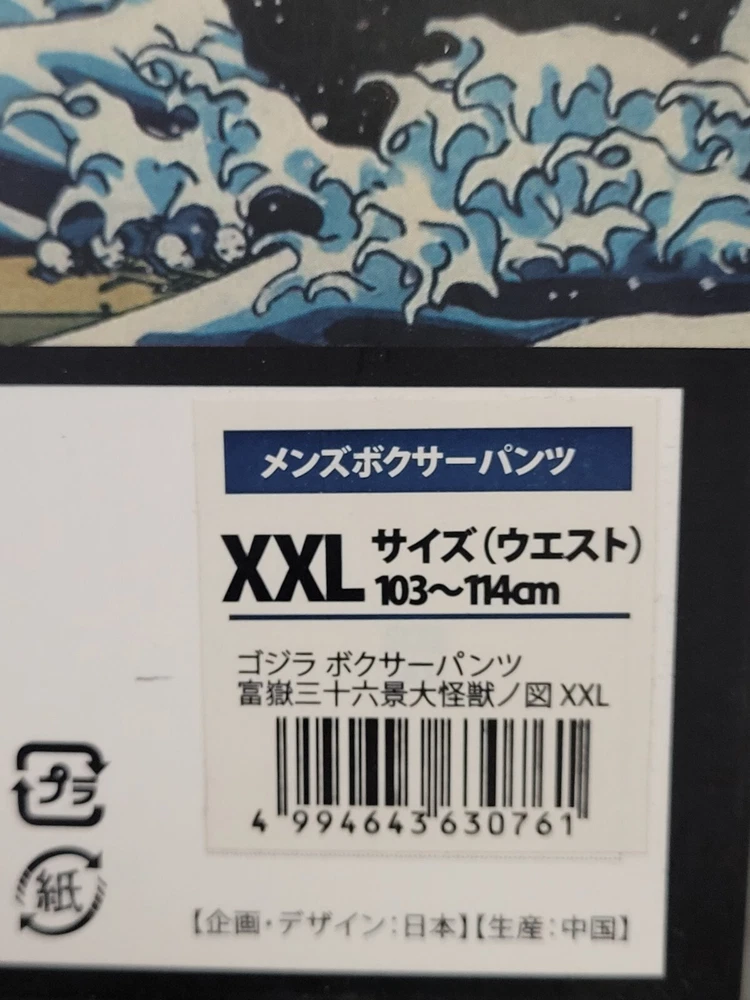 メンズボクサーパンツ
XXL サイズ(ウエスト)
103～114cm
ゴジラ ボクサーパンツ
富嶽三十六景大怪獣ノ図 XXL
4 994643 630761
プラ
紙
【企画・デザイン:日本】【生産:中国】